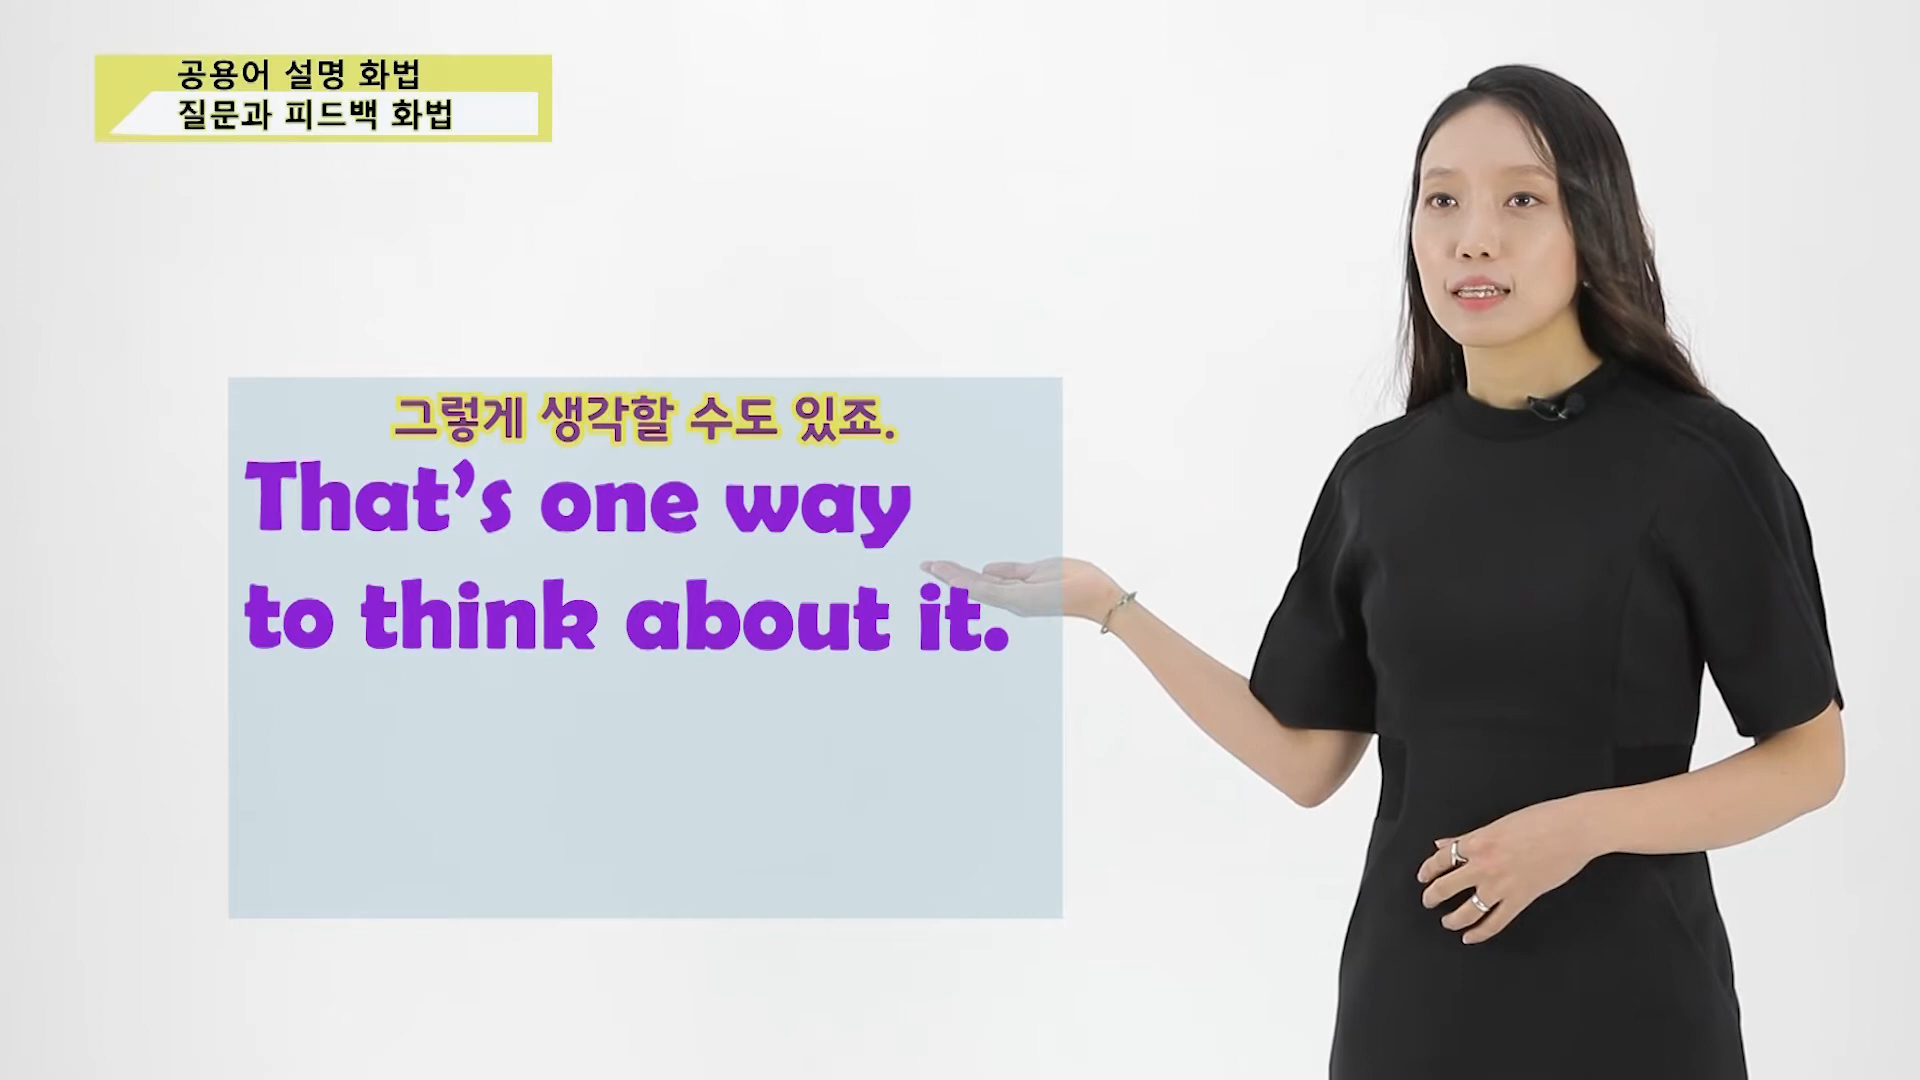 공용어 설명 화법
질문과 피드백 화법
그렇게 생각할 수도 있죠.
That’s one way
to think about it.